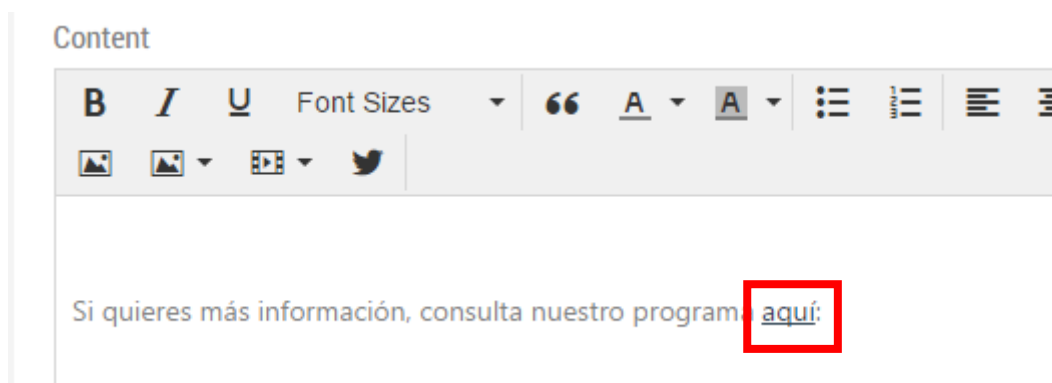 Content
B I U Font Sizes A A
Si quieres más información, consulta nuestro programa aquí: